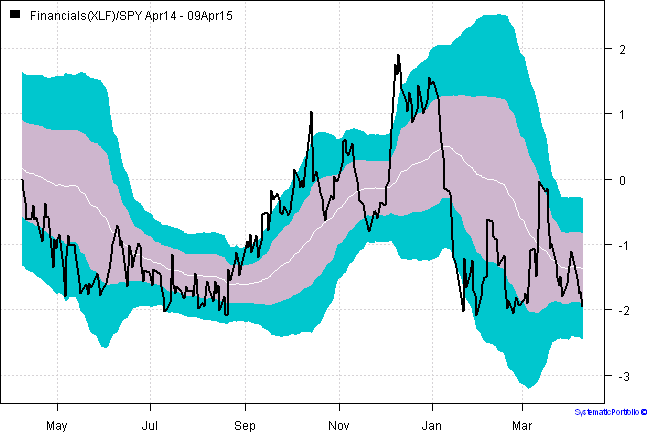 Financials(XLF)/SPY Apr14 - 09Apr15
2
1
0
-1
-2
-3
May Jul Sep Nov Jan Mar
SystematicPortfolio ©